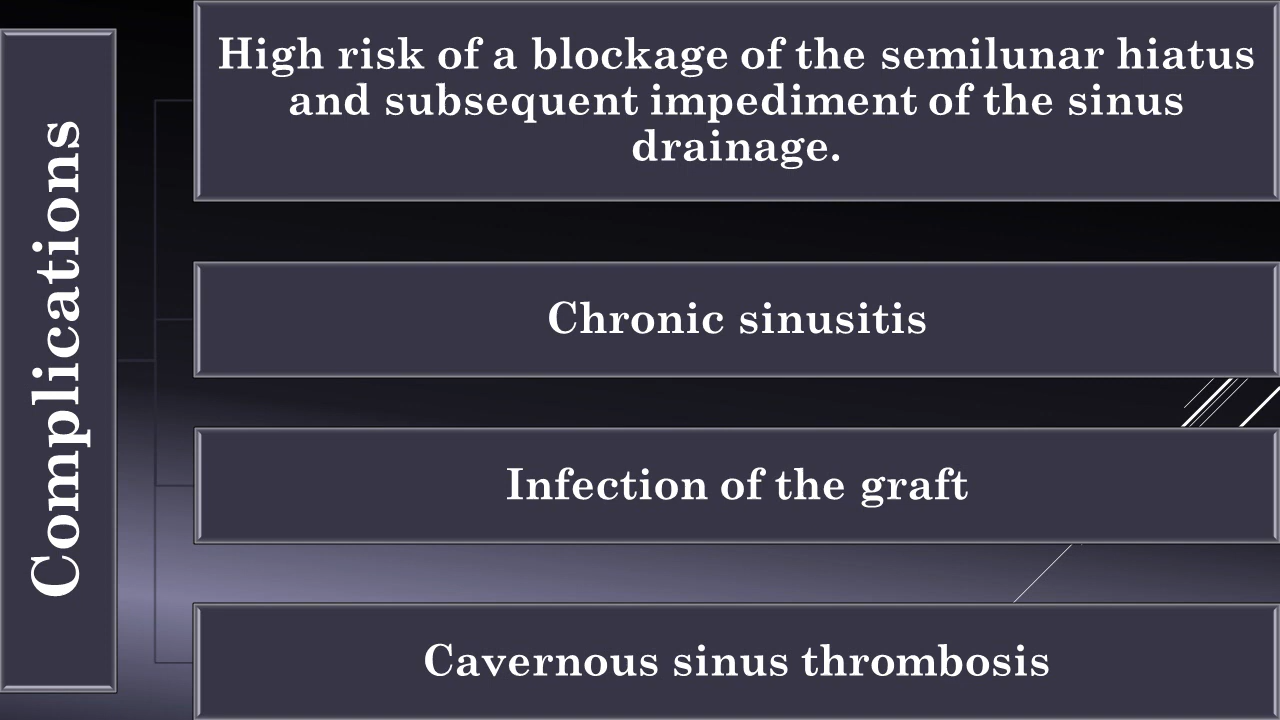 Complications
High risk of a blockage of the semilunar hiatus
and subsequent impediment of the sinus
drainage.
Chronic sinusitis
Infection of the graft
Cavernous sinus thrombosis